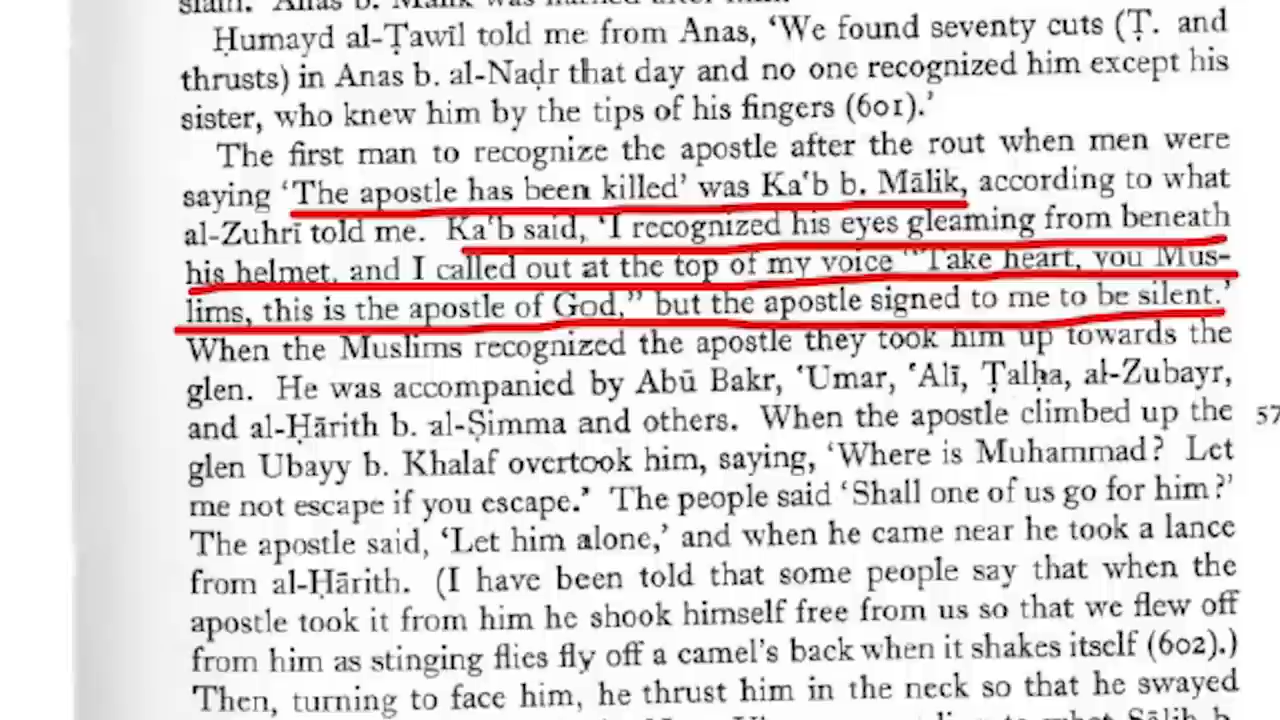 slain. Anas b. Mālik was named after him.
Ḥumayd al-Ṭawīl told me from Anas, ‘We found seventy cuts (Ṭ. and
thrusts) in Anas b. al-Naḍr that day and no one recognized him except his
sister, who knew him by the tips of his fingers (601).’
The first man to recognize the apostle after the rout when men were
saying ‘The apostle has been killed’ was Ka‘b b. Mālik, according to what
al-Zuhrī told me. Ka‘b said, ‘I recognized his eyes gleaming from beneath
his helmet, and I called out at the top of my voice “Take heart, you Mus-
lims, this is the apostle of God,” but the apostle signed to me to be silent.’
When the Muslims recognized the apostle they took him up towards the
glen. He was accompanied by Abū Bakr, ‘Umar, ‘Alī, Ṭalḥa, al-Zubayr,
and al-Ḥārith b. al-Ṣimma and others. When the apostle climbed up the 57
glen Ubayy b. Khalaf overtook him, saying, ‘Where is Muhammad? Let
me not escape if you escape.’ The people said ‘Shall one of us go for him?’
The apostle said, ‘Let him alone,’ and when he came near he took a lance
from al-Ḥārith. (I have been told that some people say that when the
apostle took it from him he shook himself free from us so that we flew off
from him as stinging flies fly off a camel's back when it shakes itself (602).)
Then, turning to face him, he thrust him in the neck so that he swayed